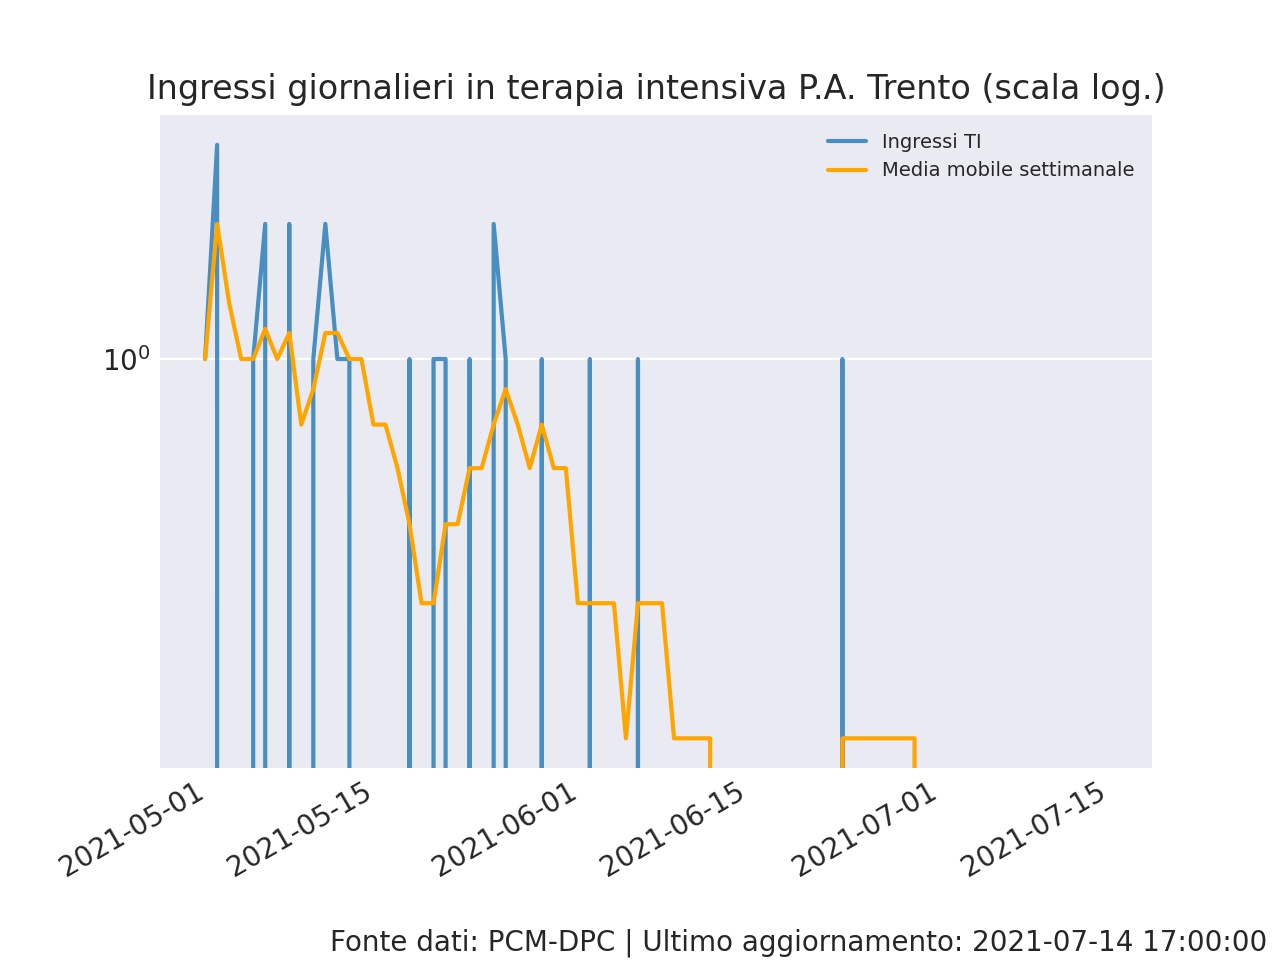 Ingressi giornalieri in terapia intensiva P.A. Trento (scala log.)
Ingressi TI
Media mobile settimanale
10⁰
2021-05-01
2021-05-15
2021-06-01
2021-06-15
2021-07-01
2021-07-15
Fonte dati: PCM-DPC | Ultimo aggiornamento: 2021-07-14 17:00:00